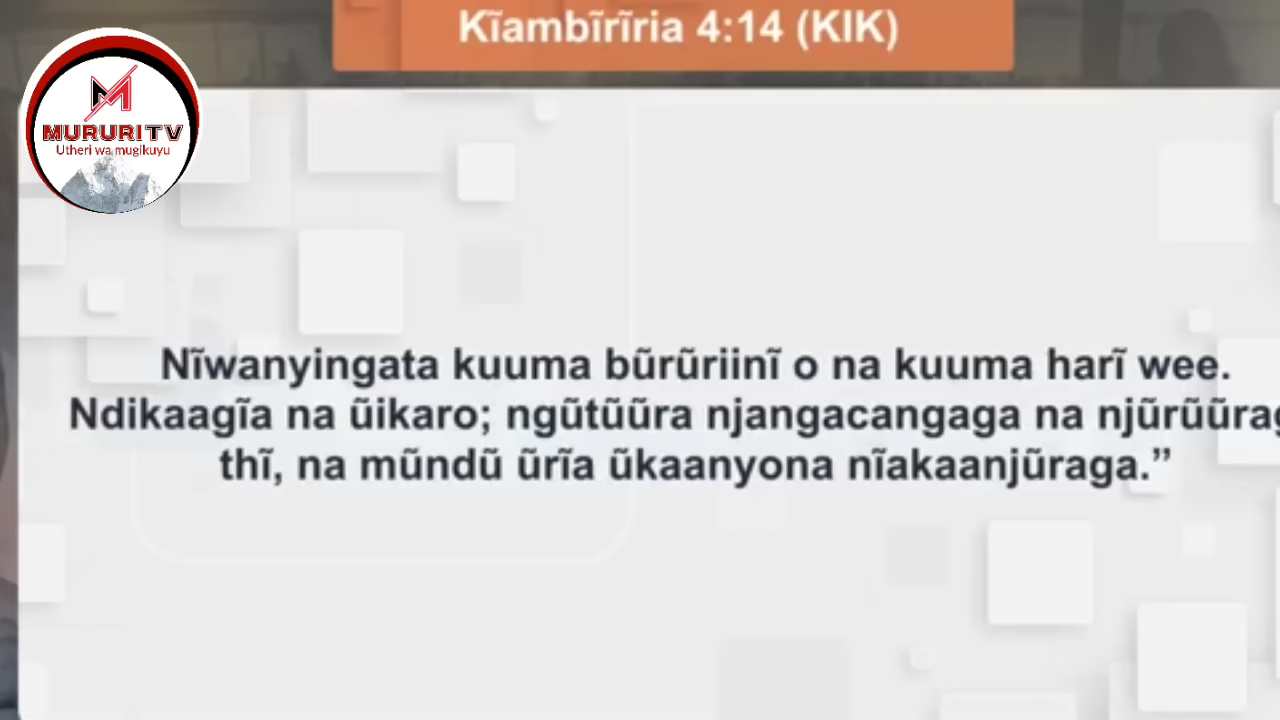 Kĩambĩrĩria 4:14 (KIK)
MURURI TV
Utheri wa mugikuyu
Nĩwanyingata kuuma bũrũriinĩ o na kuuma harĩ wee.
Ndikaagĩa na ũikaro; ngũtũũra njangacangaga na
thĩ, na mũndũ ũrĩa ũkaanyona nĩakaanjũraga.”